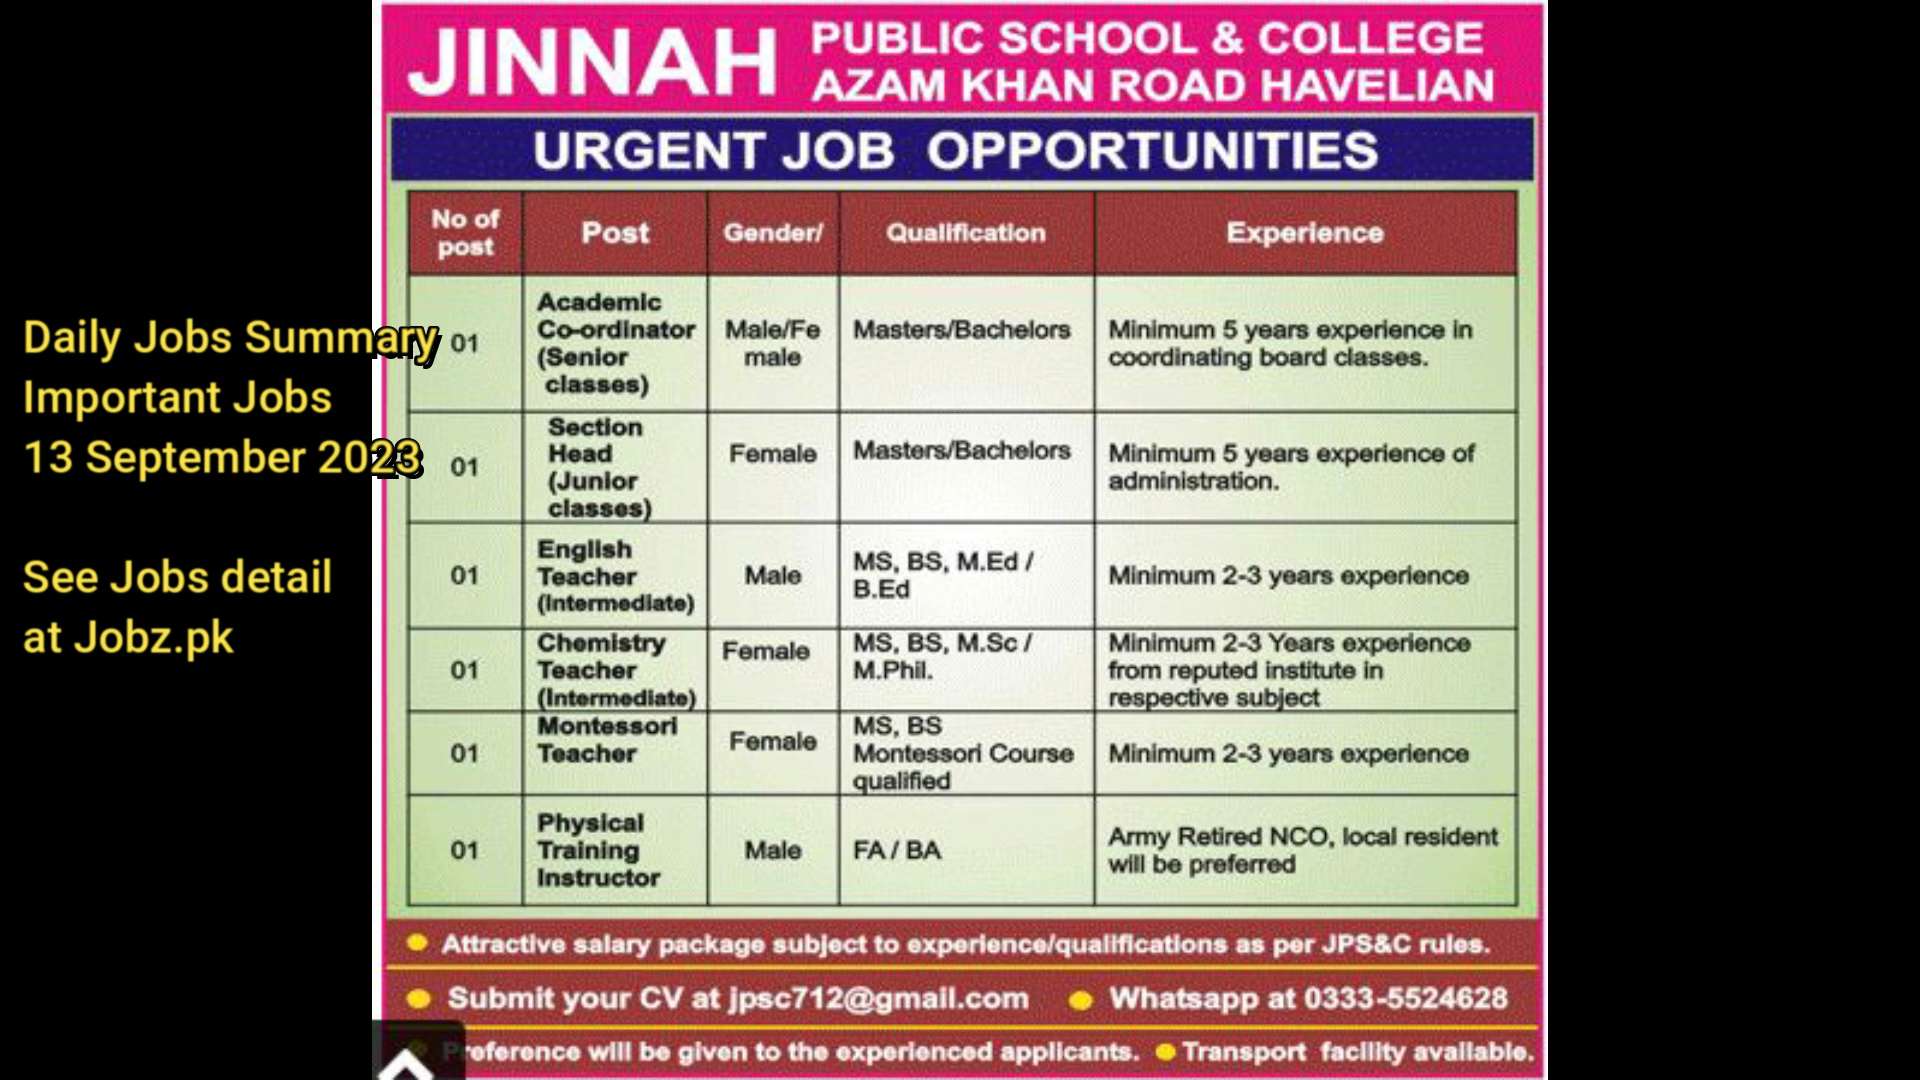 JINNAH
PUBLIC SCHOOL & COLLEGE
AZAM KHAN ROAD HAVELIAN
URGENT JOB OPPORTUNITIES
No of
post
Post
Gender/
Qualification
Experience
01
Academic
Co-ordinator
(Senior
classes)
Male/Fe
male
Masters/Bachelors
Minimum 5 years experience in
coordinating board classes.
01
Section
Head
(Junior
classes)
Female
Masters/Bachelors
Minimum 5 years experience of
administration.
01
English
Teacher
(Intermediate)
Male
MS, BS, M.Ed /
B.Ed
Minimum 2-3 years experience
01
Chemistry
Teacher
(Intermediate)
Female
MS, BS, M.Sc /
M.Phil.
Minimum 2-3 Years experience
from reputed institute in
respective subject
01
Montessori
Teacher
Female
MS, BS
Montessori Course
qualified
Minimum 2-3 years experience
01
Physical
Training
Instructor
Male
FA / BA
Army Retired NCO, local resident
will be preferred
Attractive salary package subject to experience/qualifications as per JPS&C rules.
Submit your CV at jpsc712@gmail.com
Whatsapp at 0333-5524628
Preference will be given to the experienced applicants.
Transport facility available.
Daily Jobs Summary
Important Jobs
13 September 2023
See Jobs detail
at Jobz.pk